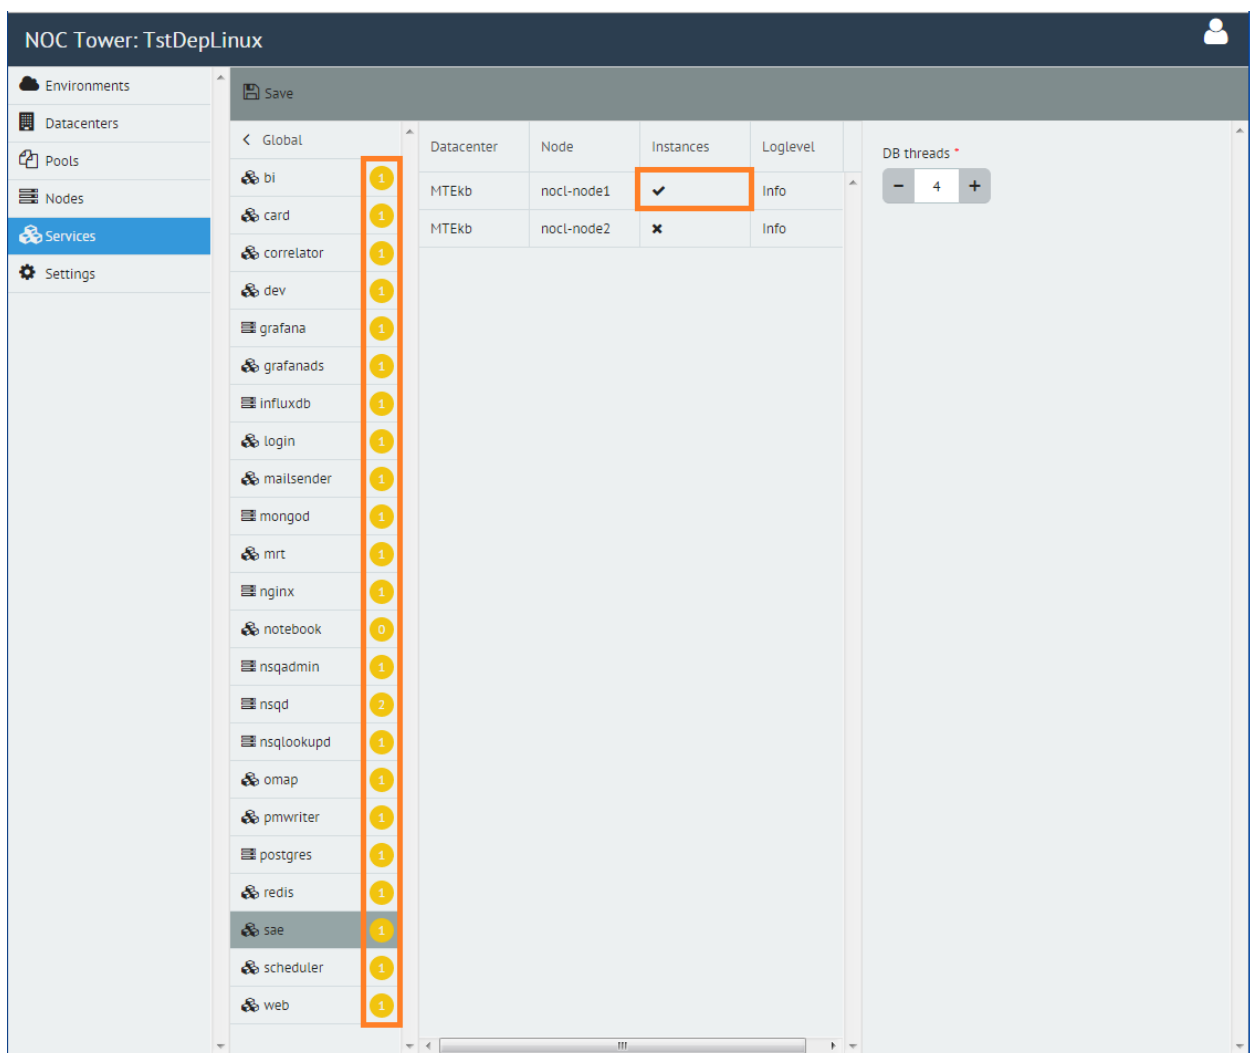 NOC Tower: TstDepLinux
Environments
Datacenters
Pools
Nodes
Services
Settings
Save
Global
bi 1
card 1
correlator 1
dev 1
grafana 1
grafanads 1
influxdb 1
login 1
mailsender 1
mongod 1
mrt 1
nginx 1
notebook 0
nsqadmin 1
nsqd 2
nsqlookupd 1
omap 1
pmwriter 1
postgres 1
redis 1
sae 1
scheduler 1
web 1
Datacenter Node Instances Loglevel
MTEkb nocl-node1 Info
MTEkb nocl-node2 Info
DB threads *
4